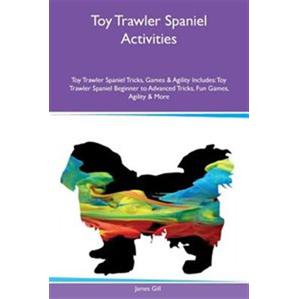 Toy Trawler Spaniel
Activities
Toy Trawler Spaniel Tricks, Games & Agility Includes: Toy
Trawler Spaniel Beginner to Advanced Tricks, Fun Games,
Agility & More
James Gill